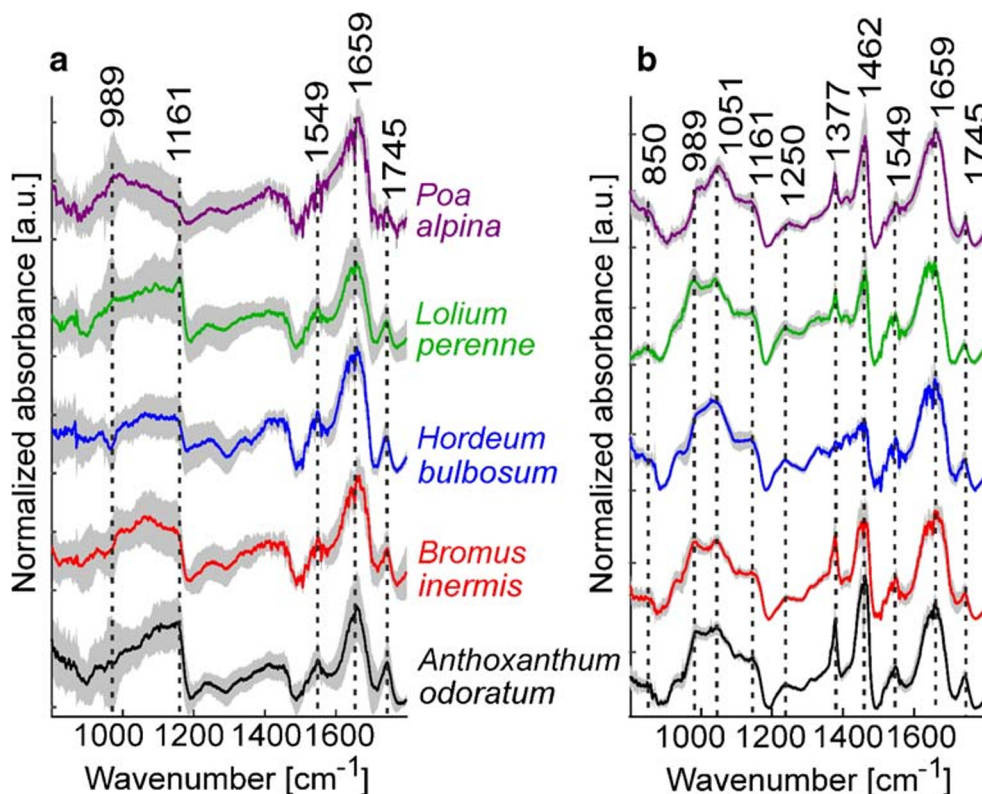 a
989
1161
1549
1659
1745
Normalized absorbance [a.u.]
Poa
alpina
Lolium
perenne
Hordeum
bulbosum
Bromus
inermis
Anthoxanthum
odoratum
1000 1200 1400 1600
Wavenumber [cm⁻¹]
b
850
989
1051
1161
1250
1377
1462
1549
1659
1745
Normalized absorbance [a.u.]
1000 1200 1400 1600
Wavenumber [cm⁻¹]